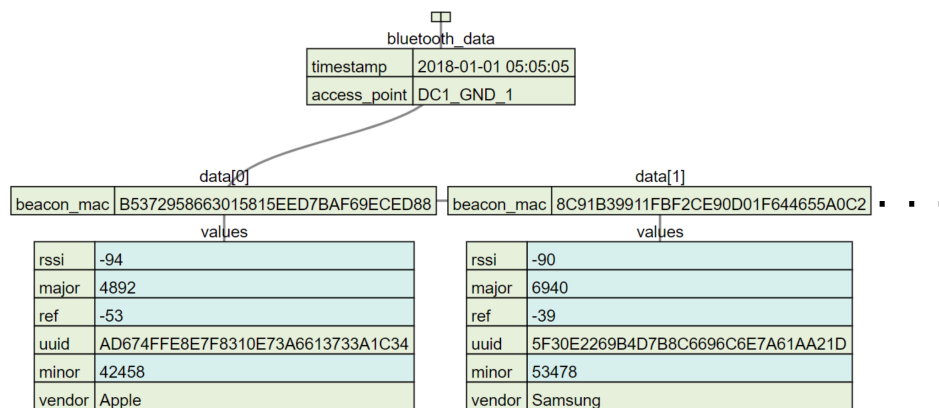 bluetooth_data
timestamp 2018-01-01 05:05:05
access_point DC1_GND_1
data[0] data[1]
beacon_mac B5372958663015815EED7BAF69ECED88 beacon_mac 8C91B39911FBF2CE90D01F644655A0C2
values values
rssi -94 rssi -90
major 4892 major 6940
ref -53 ref -39
uuid AD674FFE8E7F8310E73A6613733A1C34 uuid 5F30E2269B4D7B8C6696C6E7A61AA21D
minor 42458 minor 53478
vendor Apple vendor Samsung